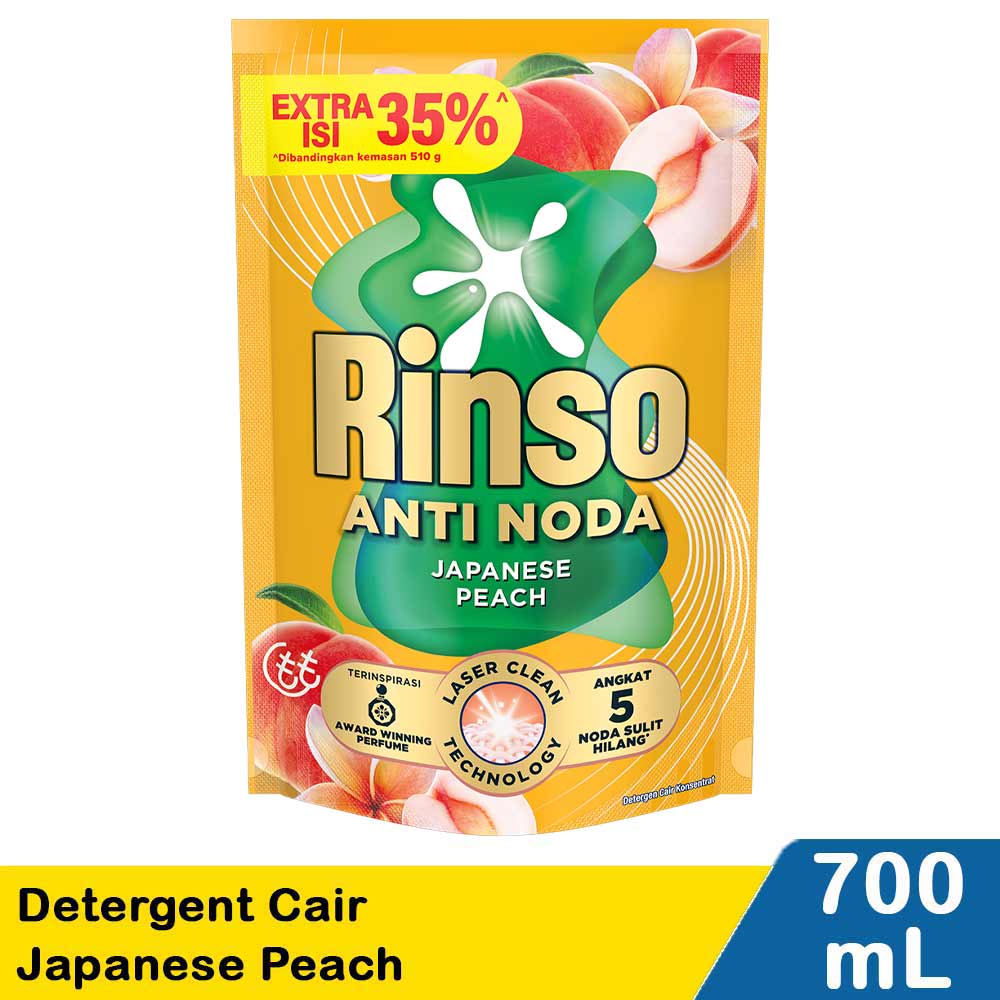 EXTRA
ISI
35%^
^Dibandingkan kemasan 510 g
Rinso
ANTI NODA
JAPANESE
PEACH
TERINSPIRASI
AWARD WINNING
PERFUME
LASER CLEAN
TECHNOLOGY
ANGKAT
5
NODA SULIT
HILANG*
Detergen Cair Konsentrat
Detergent Cair
Japanese Peach
700
mL